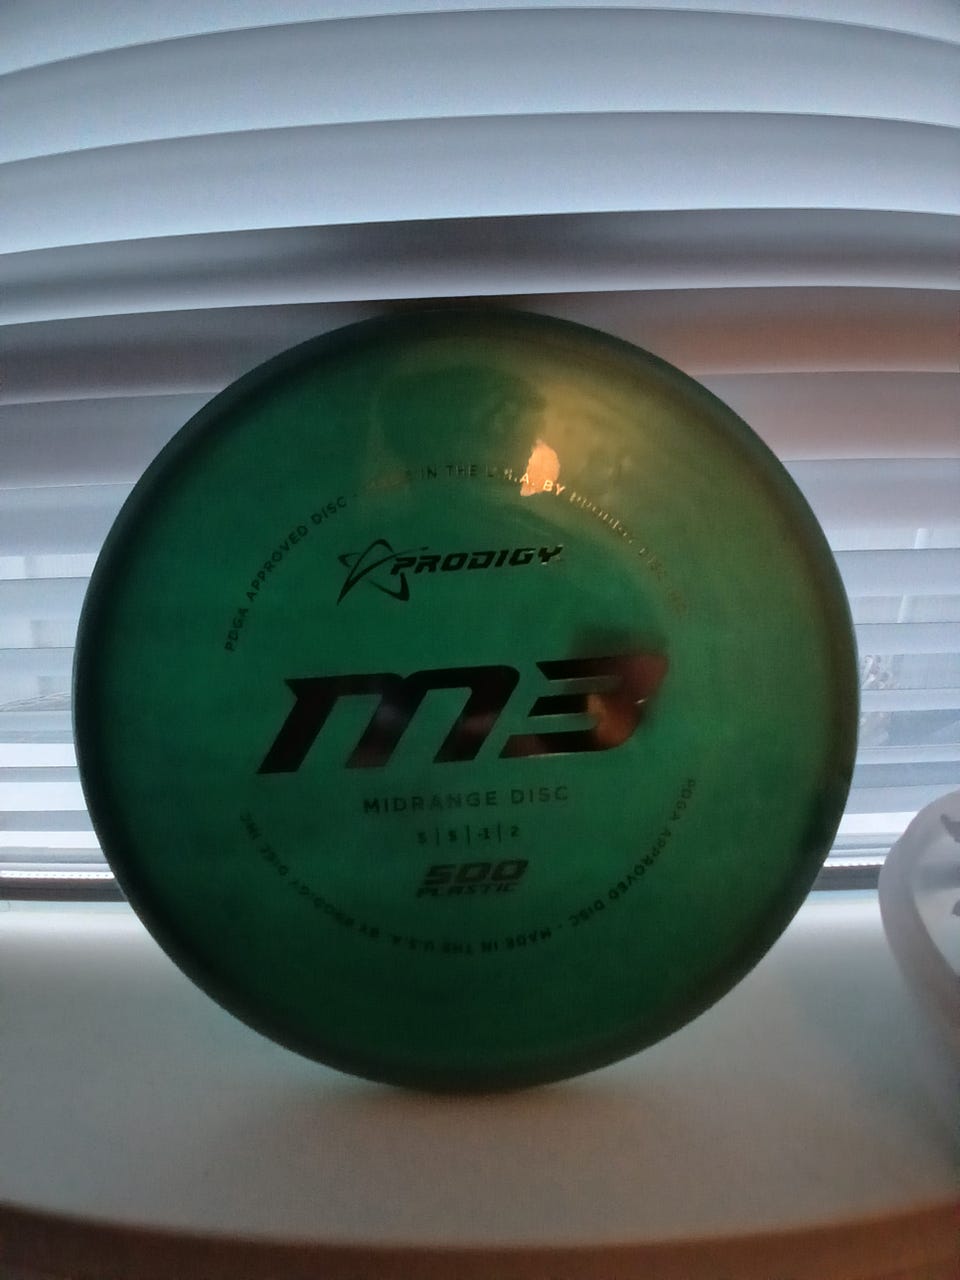 PDGA APPROVED DISC - MADE IN THE U.S.A. BY PRODIGY DISC INC
PRODIGY
M3
MIDRANGE DISC
5 | 5 | -1 | 2
500
PLASTIC
PDGA APPROVED DISC - MADE IN THE U.S.A. BY PRODIGY DISC INC